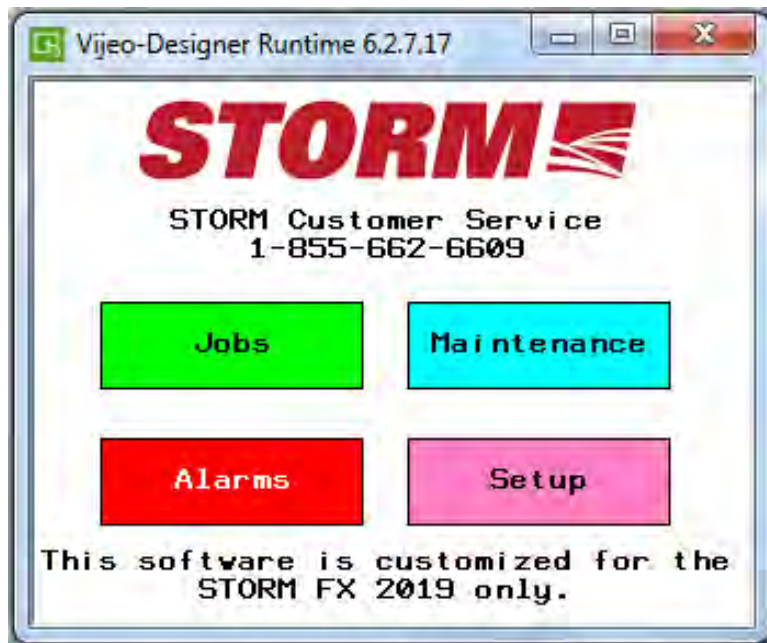 Vijeo-Designer Runtime 6.2.7.17
STORM
STORM Customer Service
1-855-662-6609
Jobs
Maintenance
Alarms
Setup
This software is customized for the
STORM FX 2019 only.